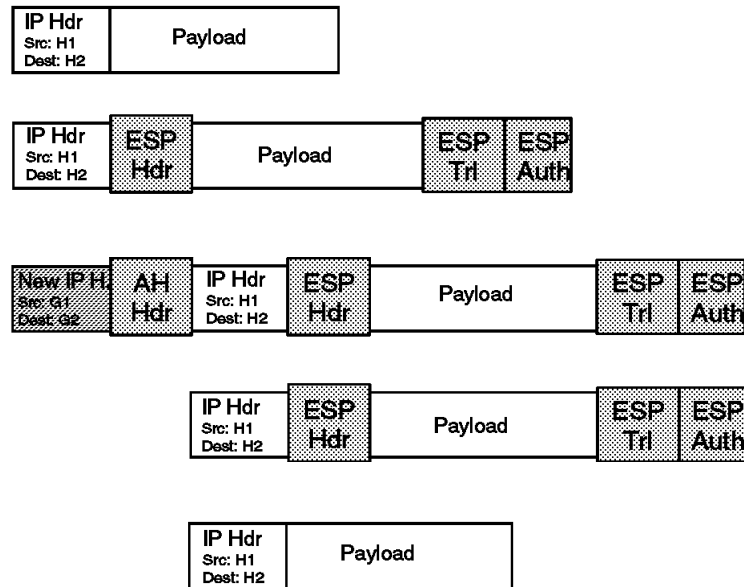 IP Hdr
Src: H1
Dest: H2
Payload
IP Hdr
Src: H1
Dest: H2
ESP
Hdr
Payload
ESP
Trl
ESP
Auth
New IP H.
Src: G1
Dest: G2
AH
Hdr
IP Hdr
Src: H1
Dest: H2
ESP
Hdr
Payload
ESP
Trl
ESP
Auth
IP Hdr
Src: H1
Dest: H2
ESP
Hdr
Payload
ESP
Trl
ESP
Auth
IP Hdr
Src: H1
Dest: H2
Payload